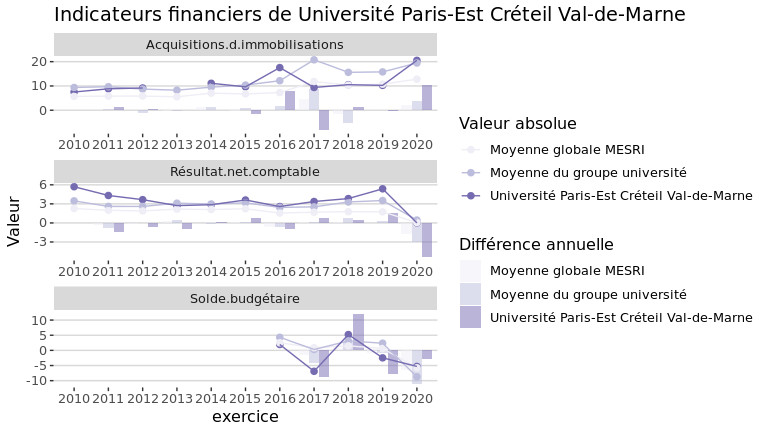 Indicateurs financiers de Université Paris-Est Créteil Val-de-Marne
Acquisitions.d.immobilisations
20
10
0
2010 2011 2012 2013 2014 2015 2016 2017 2018 2019 2020
Résultat.net.comptable
6
3
0
-3
2010 2011 2012 2013 2014 2015 2016 2017 2018 2019 2020
Solde.budgétaire
10
5
0
-5
-10
2010 2011 2012 2013 2014 2015 2016 2017 2018 2019 2020
Valeur
exercice
Valeur absolue
Moyenne globale MESRI
Moyenne du groupe université
Université Paris-Est Créteil Val-de-Marne
Différence annuelle
Moyenne globale MESRI
Moyenne du groupe université
Université Paris-Est Créteil Val-de-Marne